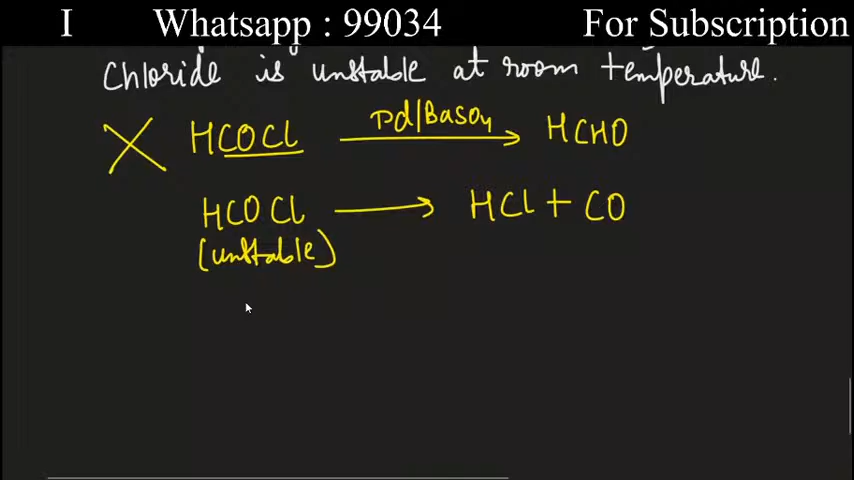 I Whatsapp : 99034 For Subscription
Chloride is unstable at room temperature.
HCOCl Pd/BaSO4 HCHO
HCOCl → HCl + CO
(unstable)